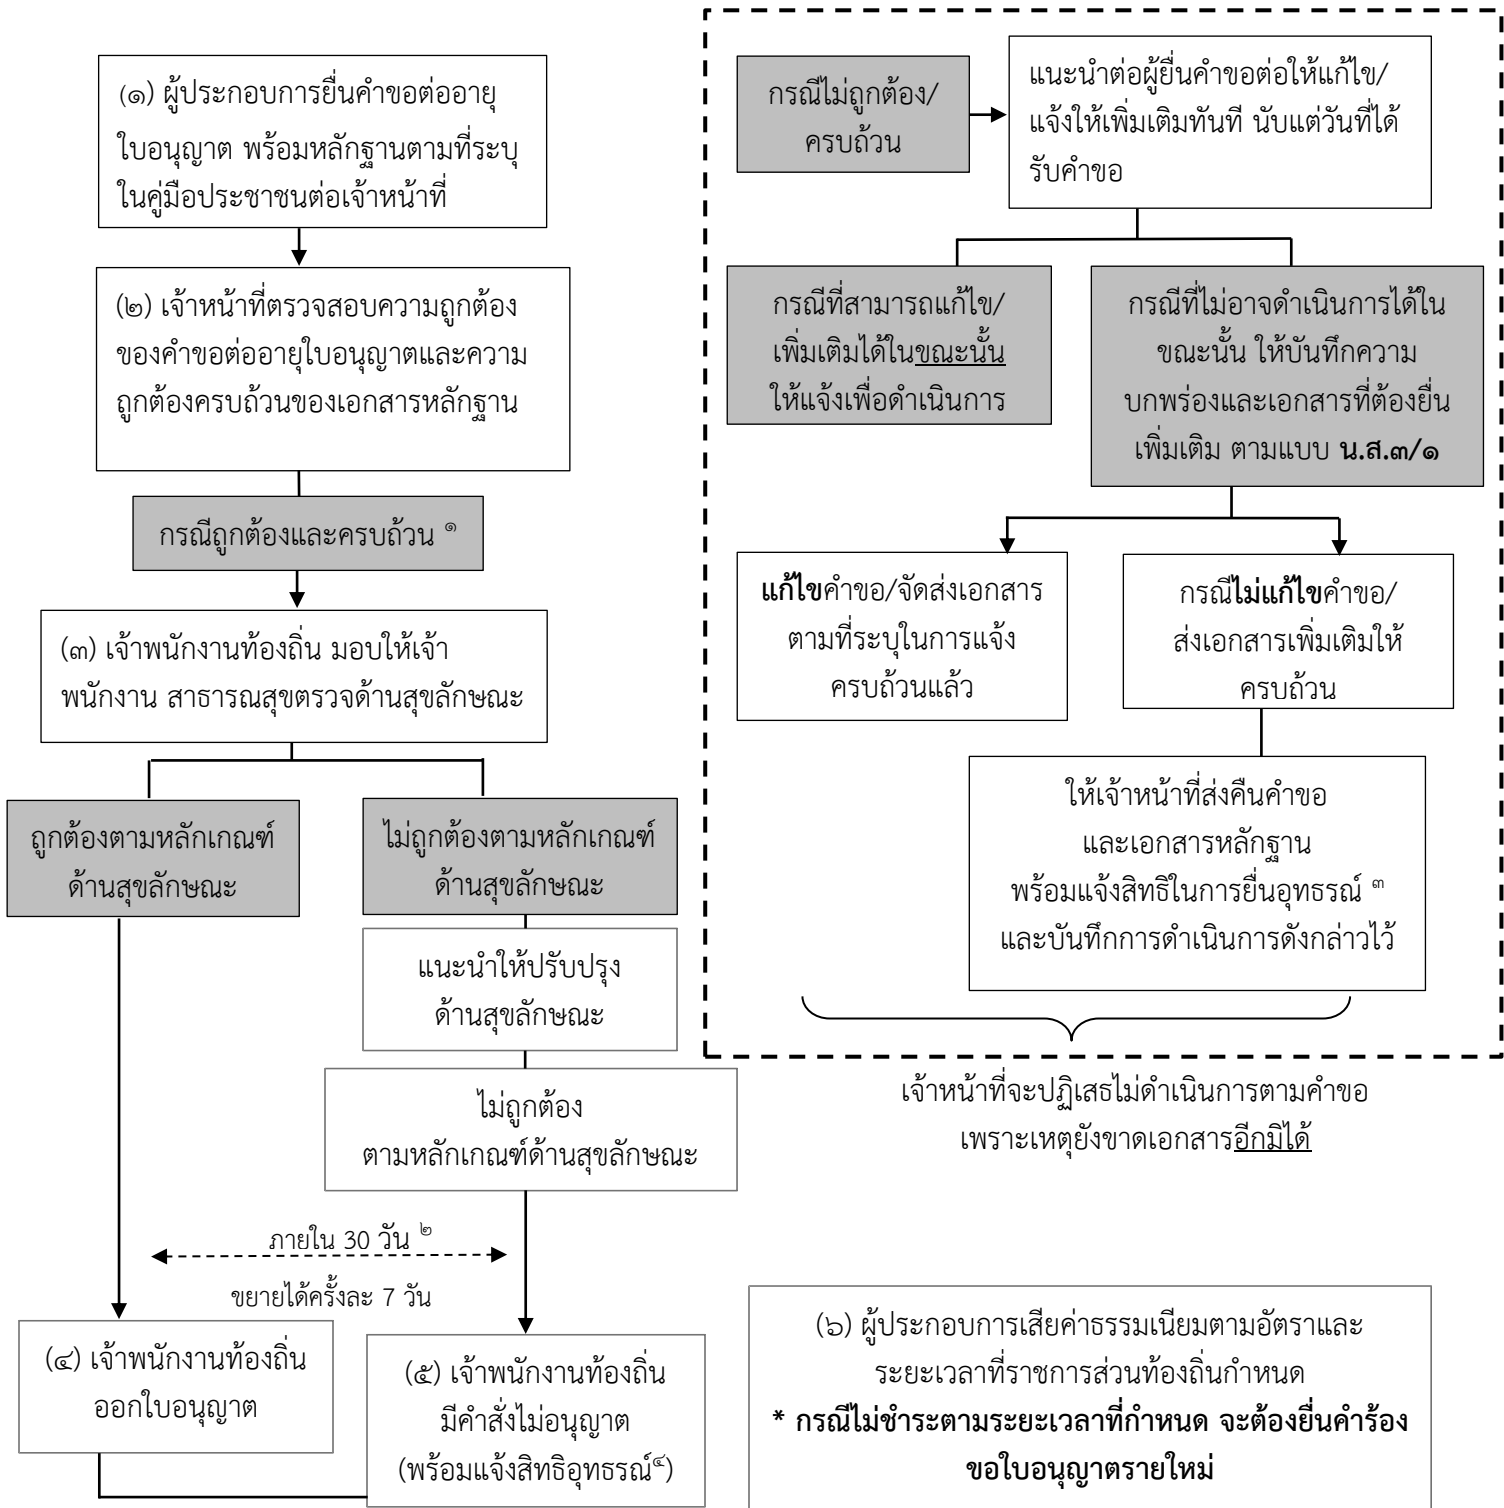 (๑) ผู้ประกอบการยื่นคำขอต่ออายุ
ใบอนุญาต พร้อมหลักฐานตามที่ระบุ
ในคู่มือประชาชนต่อเจ้าหน้าที่
(๒) เจ้าหน้าที่ตรวจสอบความถูกต้อง
ของคำขอต่ออายุใบอนุญาตและความ
ถูกต้องครบถ้วนของเอกสารหลักฐาน
กรณีถูกต้องและครบถ้วน ๑
(๓) เจ้าพนักงานท้องถิ่น มอบให้เจ้า
พนักงาน สาธารณสุขตรวจด้านสุขลักษณะ
ถูกต้องตามหลักเกณฑ์
ด้านสุขลักษณะ
ไม่ถูกต้องตามหลักเกณฑ์
ด้านสุขลักษณะ
แนะนำให้ปรับปรุง
ด้านสุขลักษณะ
ไม่ถูกต้อง
ตามหลักเกณฑ์ด้านสุขลักษณะ
ภายใน 30 วัน ๒
ขยายได้ครั้งละ 7 วัน
(๔) เจ้าพนักงานท้องถิ่น
ออกใบอนุญาต
(๕) เจ้าพนักงานท้องถิ่น
มีคำสั่งไม่อนุญาต
(พร้อมแจ้งสิทธิอุทธรณ์๔)
กรณีไม่ถูกต้อง/
ครบถ้วน
แนะนำต่อผู้ยื่นคำขอต่อให้แก้ไข/
แจ้งให้เพิ่มเติมทันที นับแต่วันที่ได้
รับคำขอ
กรณีที่สามารถแก้ไข/
เพิ่มเติมได้ในขณะนั้น
ให้แจ้งเพื่อดำเนินการ
กรณีที่ไม่อาจดำเนินการได้ใน
ขณะนั้น ให้บันทึกความ
บกพร่องและเอกสารที่ต้องยื่น
เพิ่มเติม ตามแบบ น.ส.๓/๑
แก้ไขคำขอ/จัดส่งเอกสาร
ตามที่ระบุในการแจ้ง
ครบถ้วนแล้ว
กรณีไม่แก้ไขคำขอ/
ส่งเอกสารเพิ่มเติมให้
ครบถ้วน
ให้เจ้าหน้าที่ส่งคืนคำขอ
และเอกสารหลักฐาน
พร้อมแจ้งสิทธิในการยื่นอุทธรณ์ ๓
และบันทึกการดำเนินการดังกล่าวไว้
เจ้าหน้าที่จะปฏิเสธไม่ดำเนินการตามคำขอ
เพราะเหตุยังขาดเอกสารอีกมิได้
(๖) ผู้ประกอบการเสียค่าธรรมเนียมตามอัตราและ
ระยะเวลาที่ราชการส่วนท้องถิ่นกำหนด
* กรณีไม่ชำระตามระยะเวลาที่กำหนด จะต้องยื่นคำร้อง
ขอใบอนุญาตรายใหม่